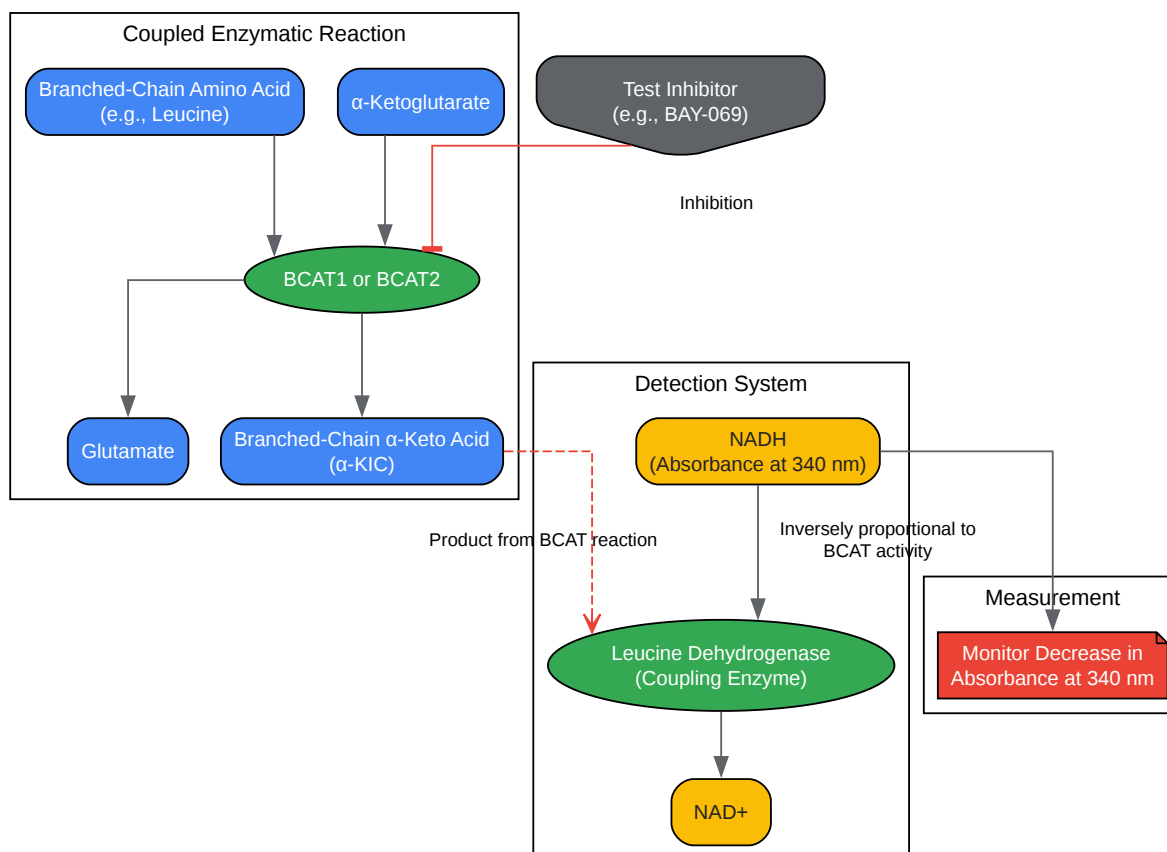 Coupled Enzymatic Reaction
Branched-Chain Amino Acid
(e.g., Leucine)
α-Ketoglutarate
Test Inhibitor
(e.g., BAY-069)
Inhibition
BCAT1 or BCAT2
Glutamate
Branched-Chain α-Keto Acid
(α-KIC)
Detection System
NADH
(Absorbance at 340 nm)
Product from BCAT reaction
Inversely proportional to
BCAT activity
Measurement
Monitor Decrease in
Absorbance at 340 nm
Leucine Dehydrogenase
(Coupling Enzyme)
NAD+